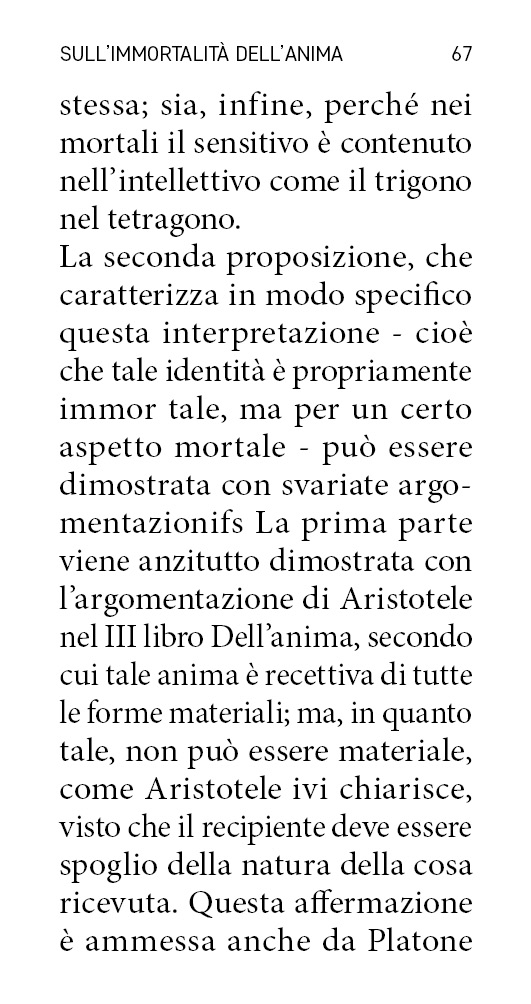 SULL'IMMORTALITÀ DELL'ANIMA 67
stessa; sia, infine, perché nei
mortali il sensitivo è contenuto
nell'intellettivo come il trigono
nel tetragono.
La seconda proposizione, che
caratterizza in modo specifico
questa interpretazione - cioè
che tale identità è propriamente
immor tale, ma per un certo
aspetto mortale - può essere
dimostrata con svariate argo-
mentazionifs La prima parte
viene anzitutto dimostrata con
l'argomentazione di Aristotele
nel III libro Dell'anima, secondo
cui tale anima è recettiva di tutte
le forme materiali; ma, in quanto
tale, non può essere materiale,
come Aristotele ivi chiarisce,
visto che il recipiente deve essere
spoglio della natura della cosa
ricevuta. Questa affermazione
è ammessa anche da Platone